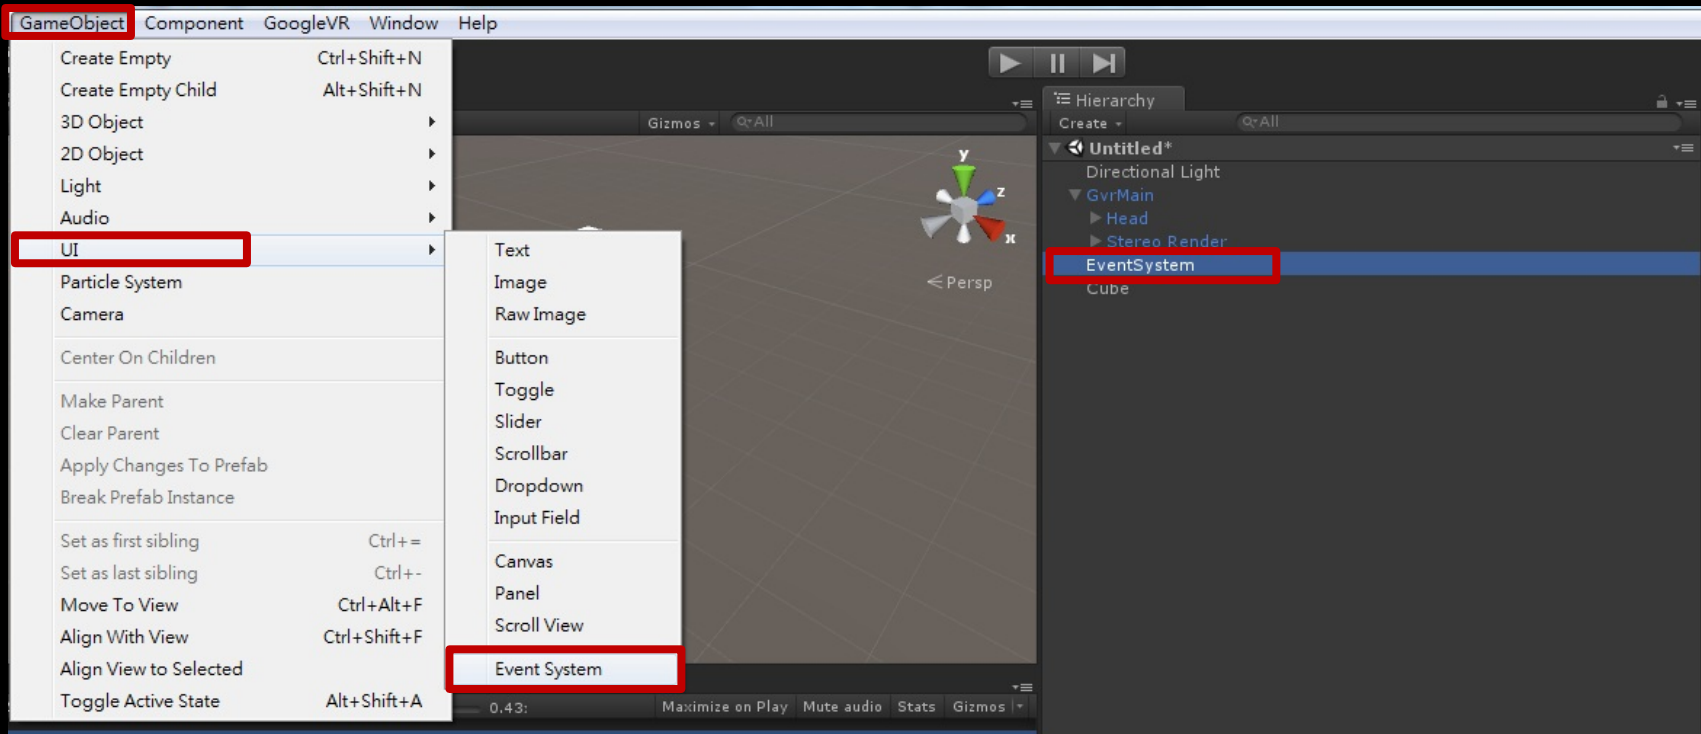 GameObject Component GoogleVR Window Help
Create Empty Ctrl+Shift+N
Create Empty Child Alt+Shift+N
3D Object
2D Object
Light
Audio
UI
Particle System
Camera
Center On Children
Make Parent
Clear Parent
Apply Changes To Prefab
Break Prefab Instance
Set as first sibling Ctrl+=
Set as last sibling Ctrl+-
Move To View Ctrl+Alt+F
Align With View Ctrl+Shift+F
Align View to Selected
Toggle Active State Alt+Shift+A
Text
Image
Raw Image
Button
Toggle
Slider
Scrollbar
Dropdown
Input Field
Canvas
Panel
Scroll View
Event System
Gizmos All
y
z
x
Persp
0.43: Maximize on Play Mute audio Stats Gizmos
Hierarchy
Create All
Untitled*
Directional Light
GvrMain
Head
Stereo Render
EventSystem
Cube